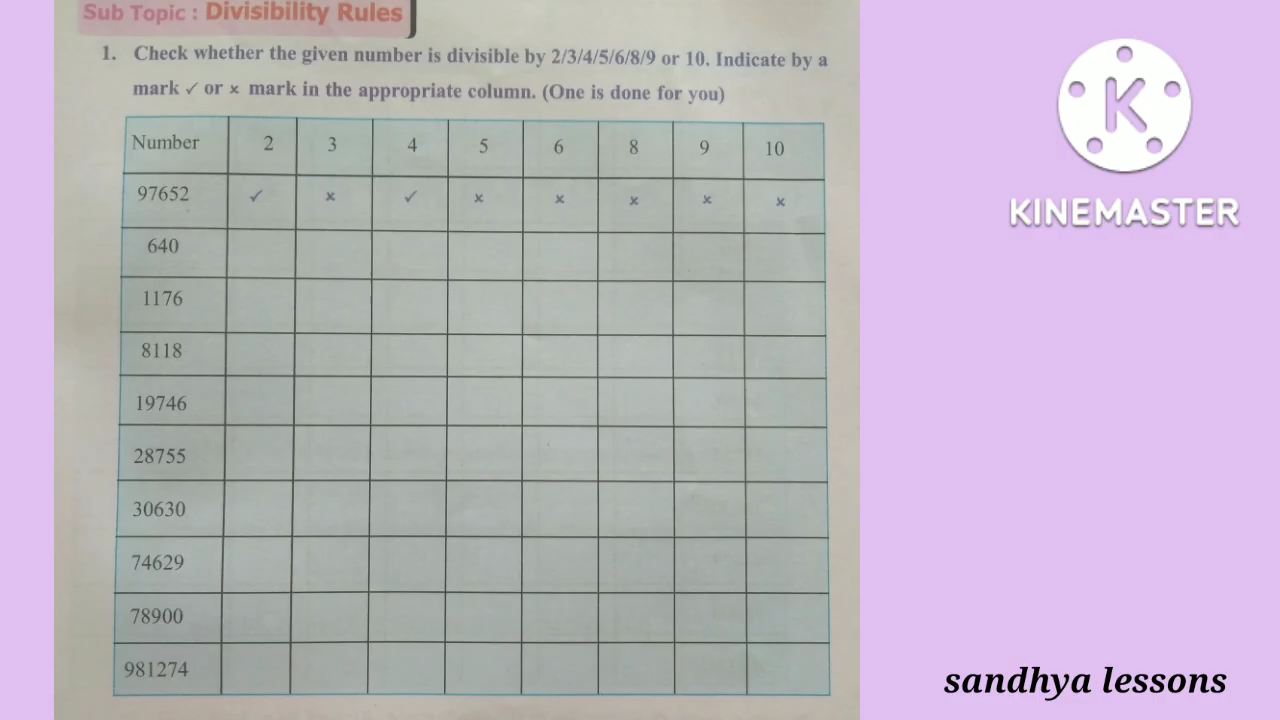 Sub Topic : Divisibility Rules
1. Check whether the given number is divisible by 2/3/4/5/6/8/9 or 10. Indicate by a
mark ✓ or × mark in the appropriate column. (One is done for you)
Number 2 3 4 5 6 8 9 10
97652 ✓ × ✓ × × × × ×
640
1176
8118
19746
28755
30630
74629
78900
981274
K
KINEMASTER
sandhya lessons